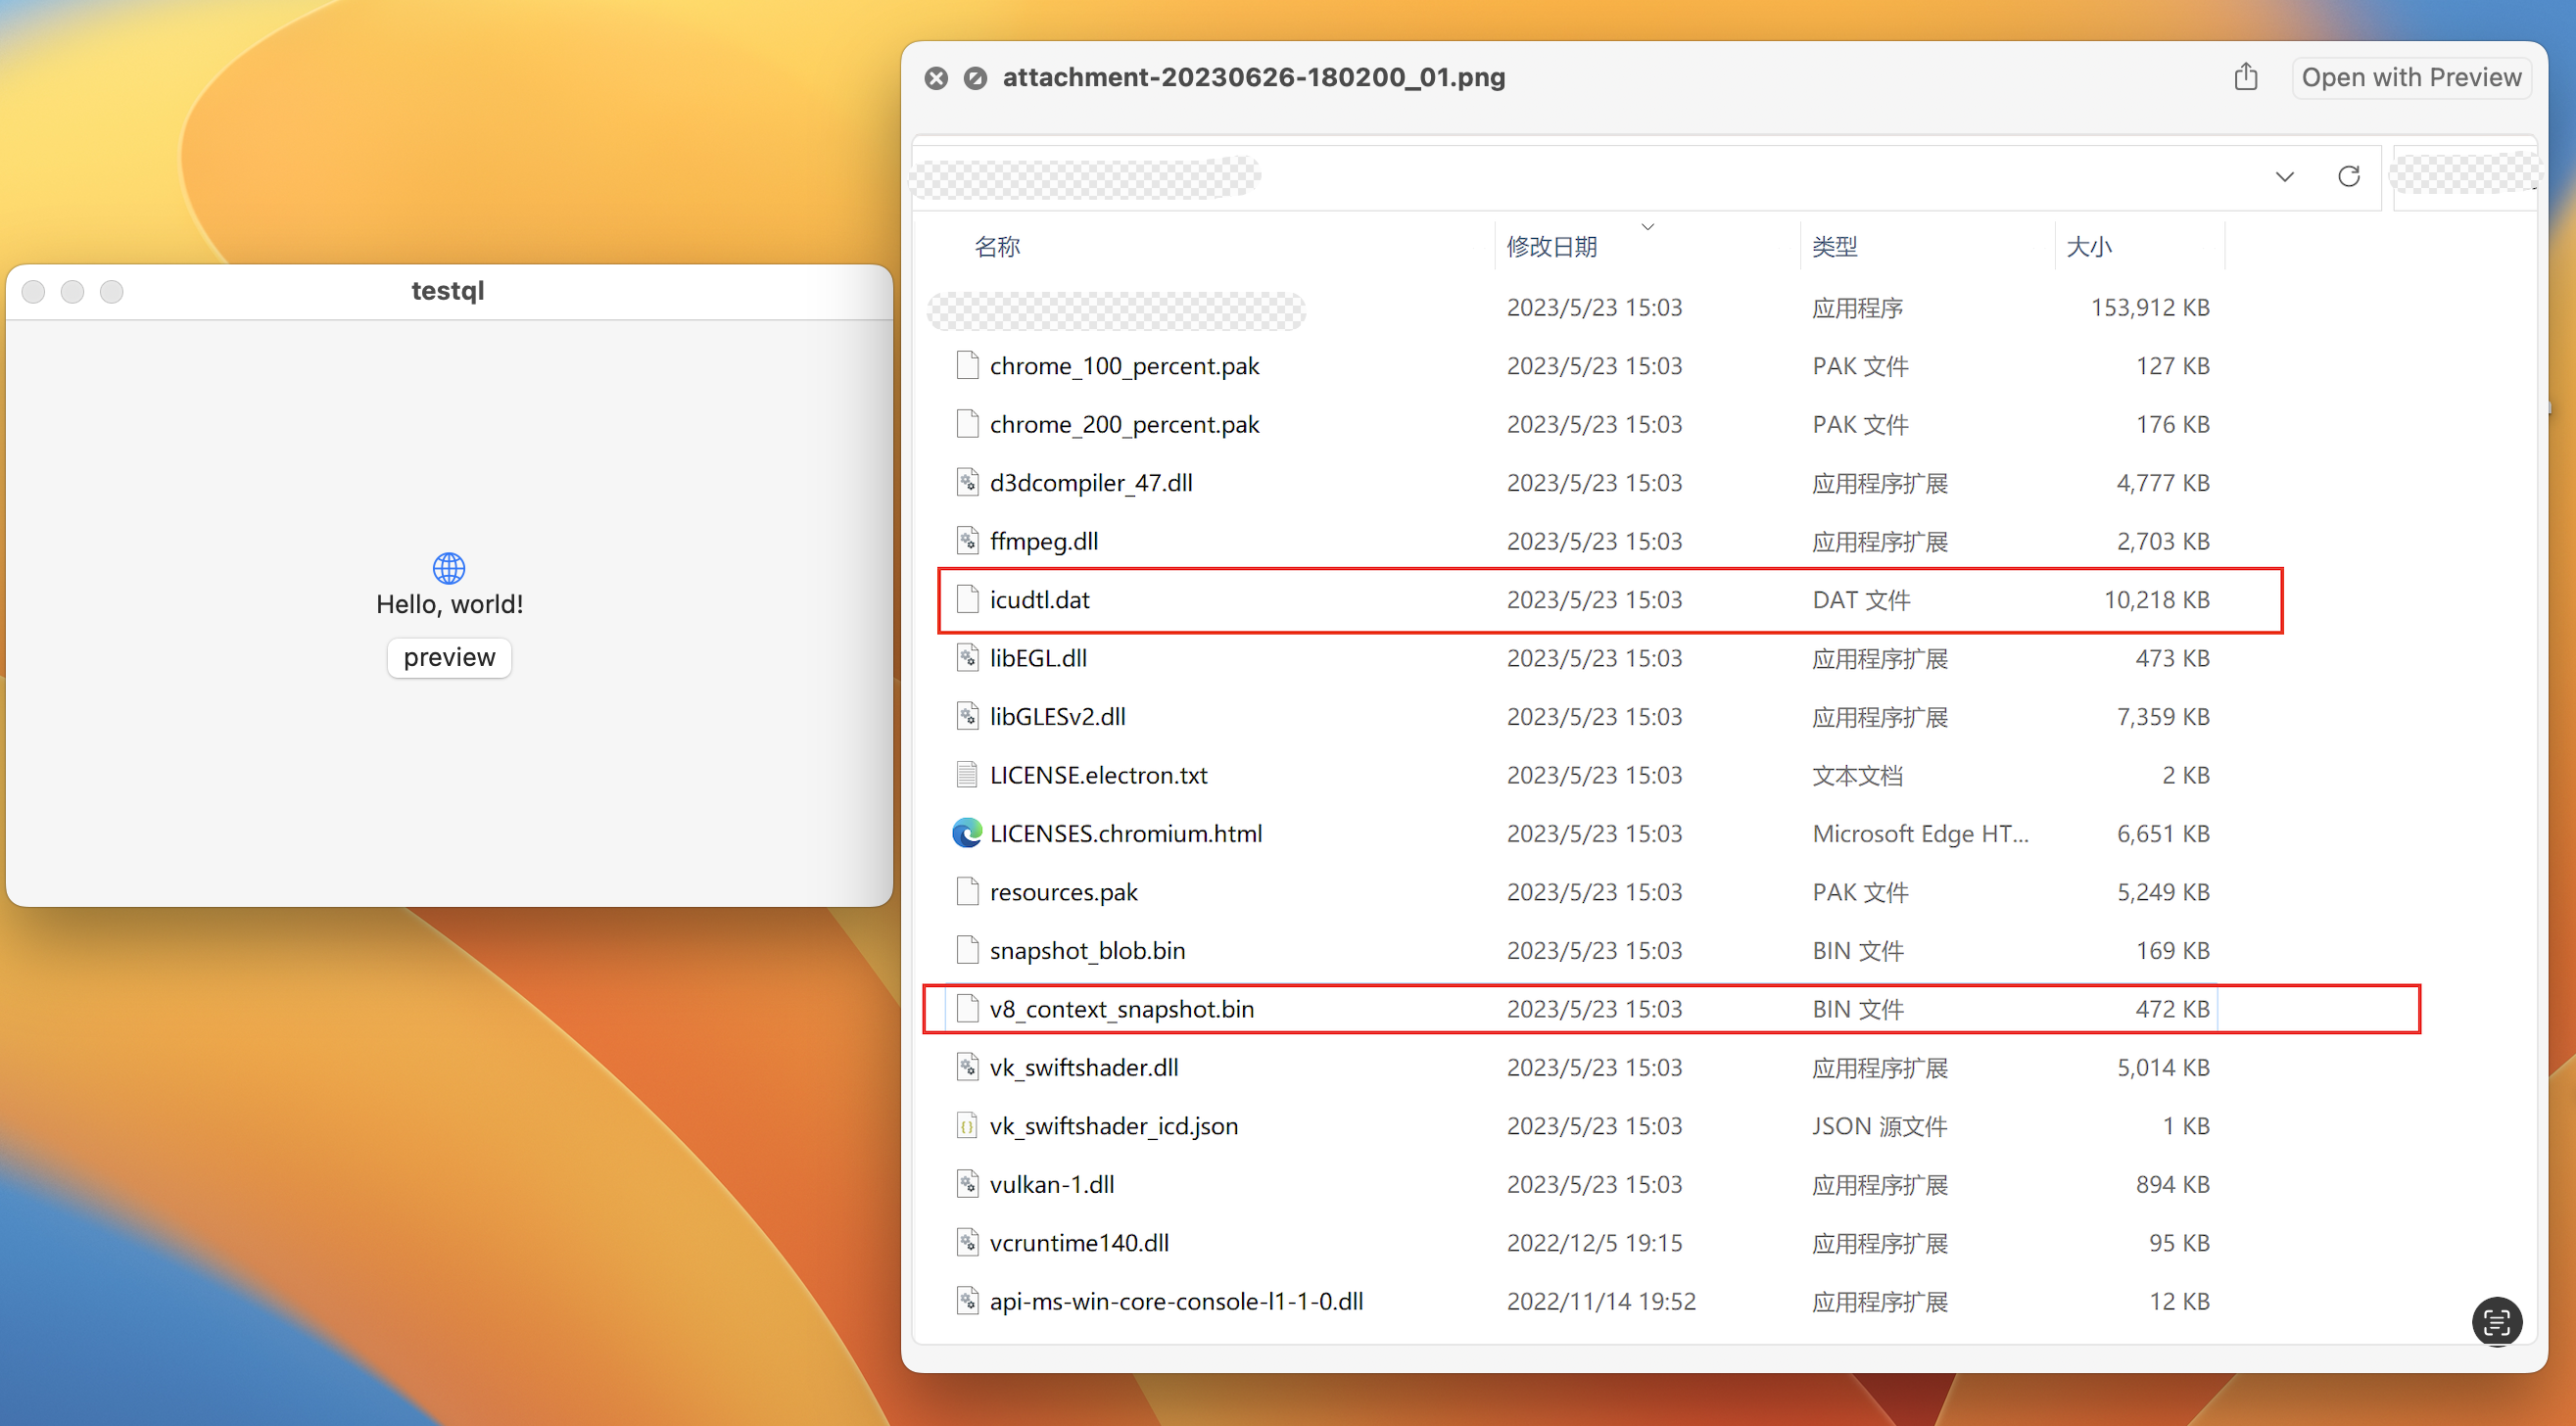 testql
Hello, world!
preview
attachment-20230626-180200_01.png
Open with Preview
名称 修改日期 类型 大小
2023/5/23 15:03 应用程序 153,912 KB
chrome_100_percent.pak 2023/5/23 15:03 PAK 文件 127 KB
chrome_200_percent.pak 2023/5/23 15:03 PAK 文件 176 KB
d3dcompiler_47.dll 2023/5/23 15:03 应用程序扩展 4,777 KB
ffmpeg.dll 2023/5/23 15:03 应用程序扩展 2,703 KB
icudtl.dat 2023/5/23 15:03 DAT 文件 10,218 KB
libEGL.dll 2023/5/23 15:03 应用程序扩展 473 KB
libGLESv2.dll 2023/5/23 15:03 应用程序扩展 7,359 KB
LICENSE.electron.txt 2023/5/23 15:03 文本文档 2 KB
LICENSES.chromium.html 2023/5/23 15:03 Microsoft Edge HT... 6,651 KB
resources.pak 2023/5/23 15:03 PAK 文件 5,249 KB
snapshot_blob.bin 2023/5/23 15:03 BIN 文件 169 KB
v8_context_snapshot.bin 2023/5/23 15:03 BIN 文件 472 KB
vk_swiftshader.dll 2023/5/23 15:03 应用程序扩展 5,014 KB
vk_swiftshader_icd.json 2023/5/23 15:03 JSON 源文件 1 KB
vulkan-1.dll 2023/5/23 15:03 应用程序扩展 894 KB
vcruntime140.dll 2022/12/5 19:15 应用程序扩展 95 KB
api-ms-win-core-console-l1-1-0.dll 2022/11/14 19:52 应用程序扩展 12 KB